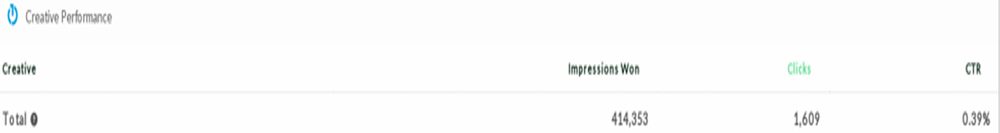 Creative Performance
Creative Impressions Won Clicks CTR
Total 414,353 1,609 0.39%